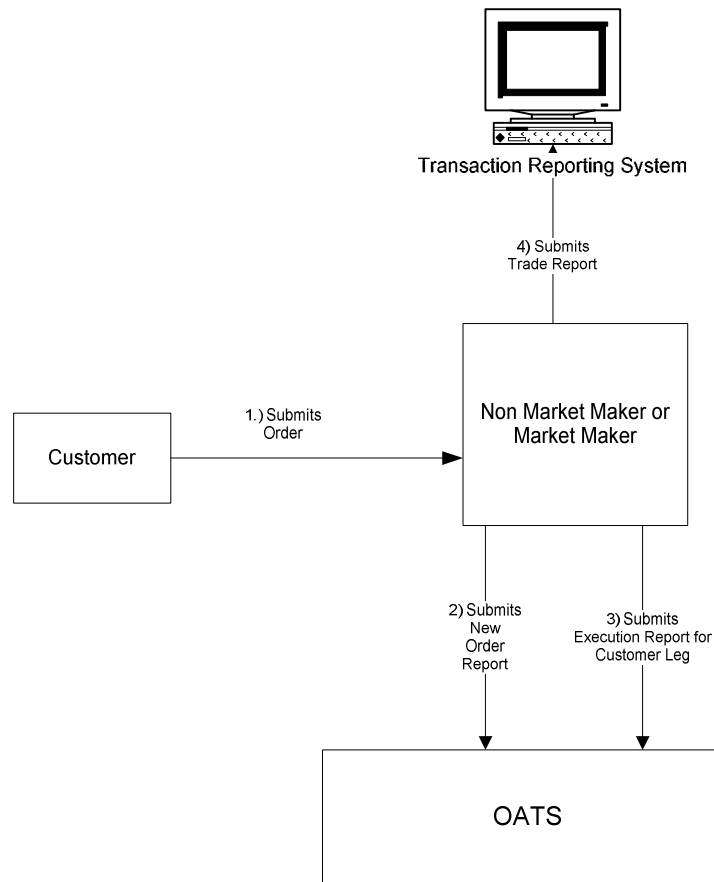 Transaction Reporting System
4) Submits
Trade Report
Non Market Maker or
Market Maker
1.) Submits
Order
Customer
2) Submits
New
Order
Report
3) Submits
Execution Report for
Customer Leg
OATS